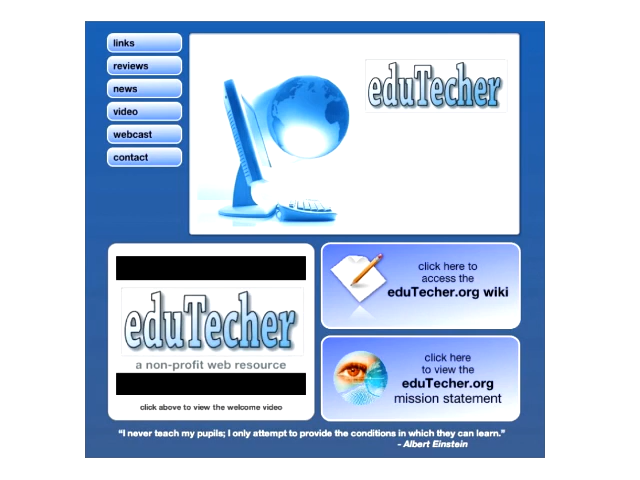 links
reviews
news
video
webcast
contact
eduTecher
eduTecher
a non-profit web resource
click above to view the welcome video
click here to
access the
eduTecher.org wiki
click here
to view the
eduTecher.org
mission statement
“I never teach my pupils; I only attempt to provide the conditions in which they can learn.”
- Albert Einstein